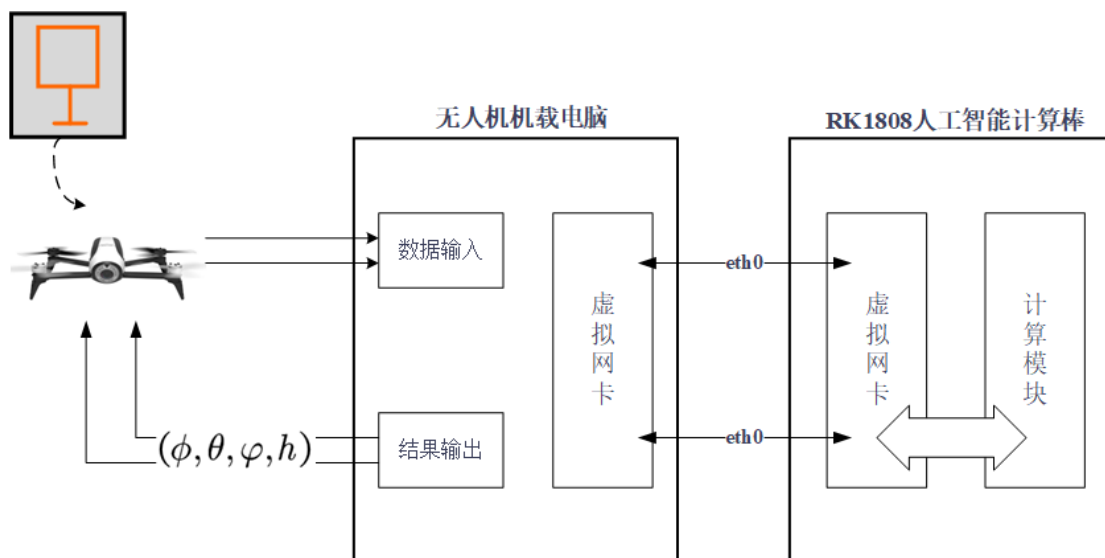 无人机机载电脑
RK1808人工智能计算棒
数据输入
eth0
虚拟网卡
虚拟网卡
计算模块
结果输出
eth0
(ϕ, θ, φ, h)